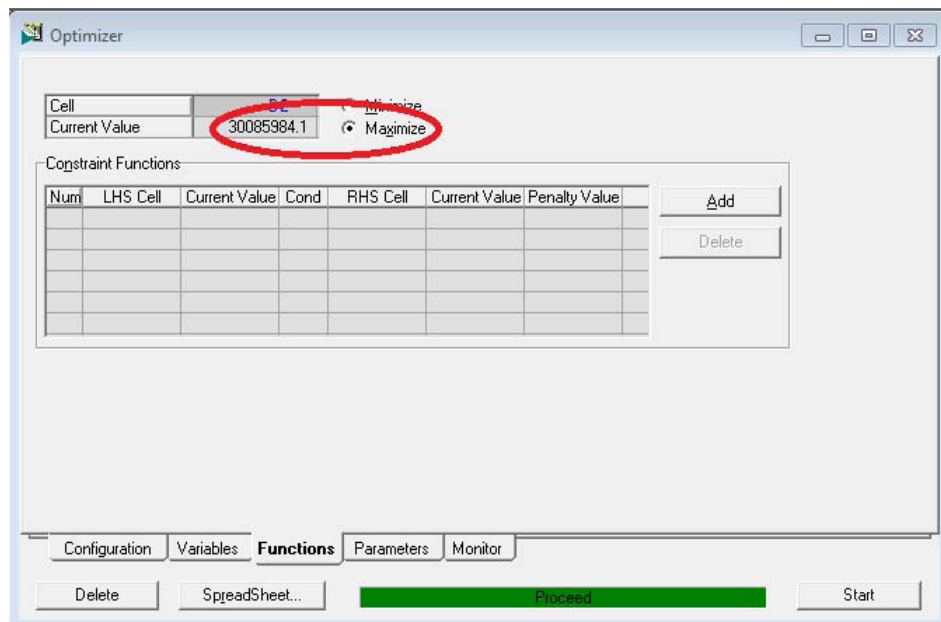 Optimizer
Cell
Minimize
Current Value 30085984.1 Maximize
Constraint Functions
Num LHS Cell Current Value Cond RHS Cell Current Value Penalty Value
Add
Delete
Configuration Variables Functions Parameters Monitor
Delete SpreadSheet... Proceed Start